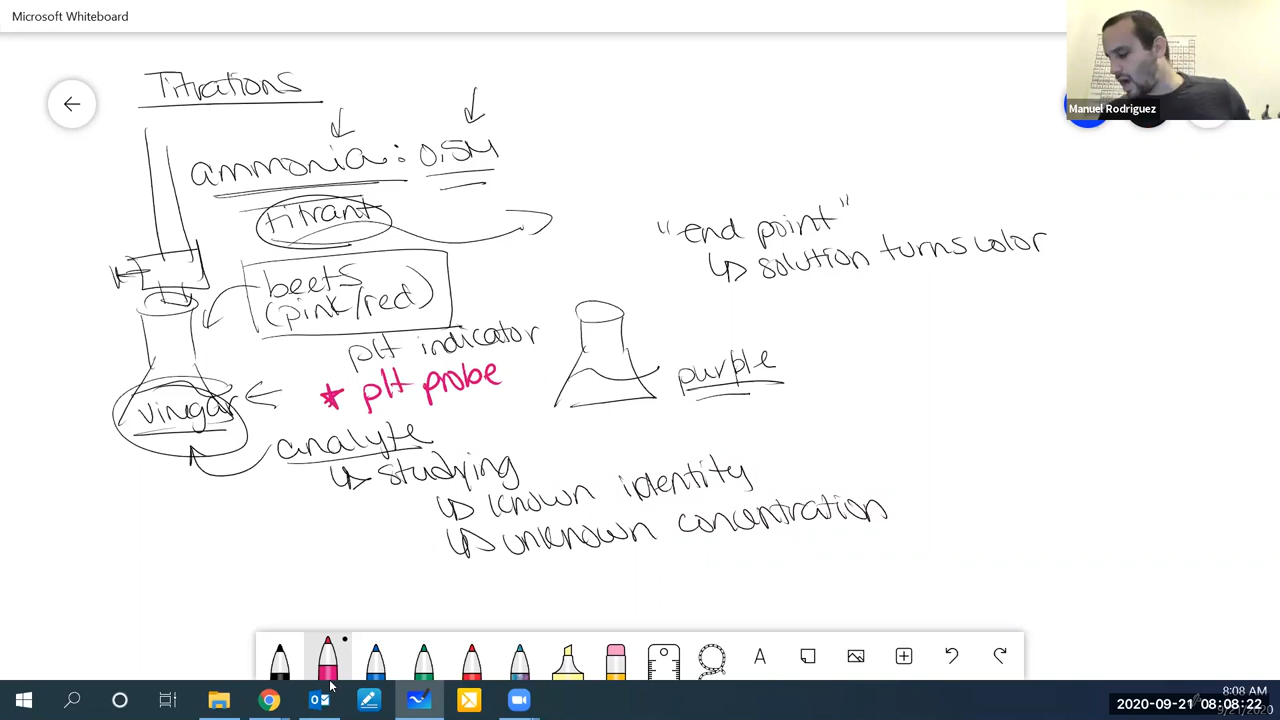 Microsoft Whiteboard
Manuel Rodriguez
Titrations
ammonia: 0.5M
titrant
"end point"
↳ solution turns color
beets
(pink/red)
pH indicator
* pH probe
purple
vinegar
analyte
↳ studying
↳ known identity
↳ unknown concentration
A
8:08 AM
2020-09-21 08:08:22